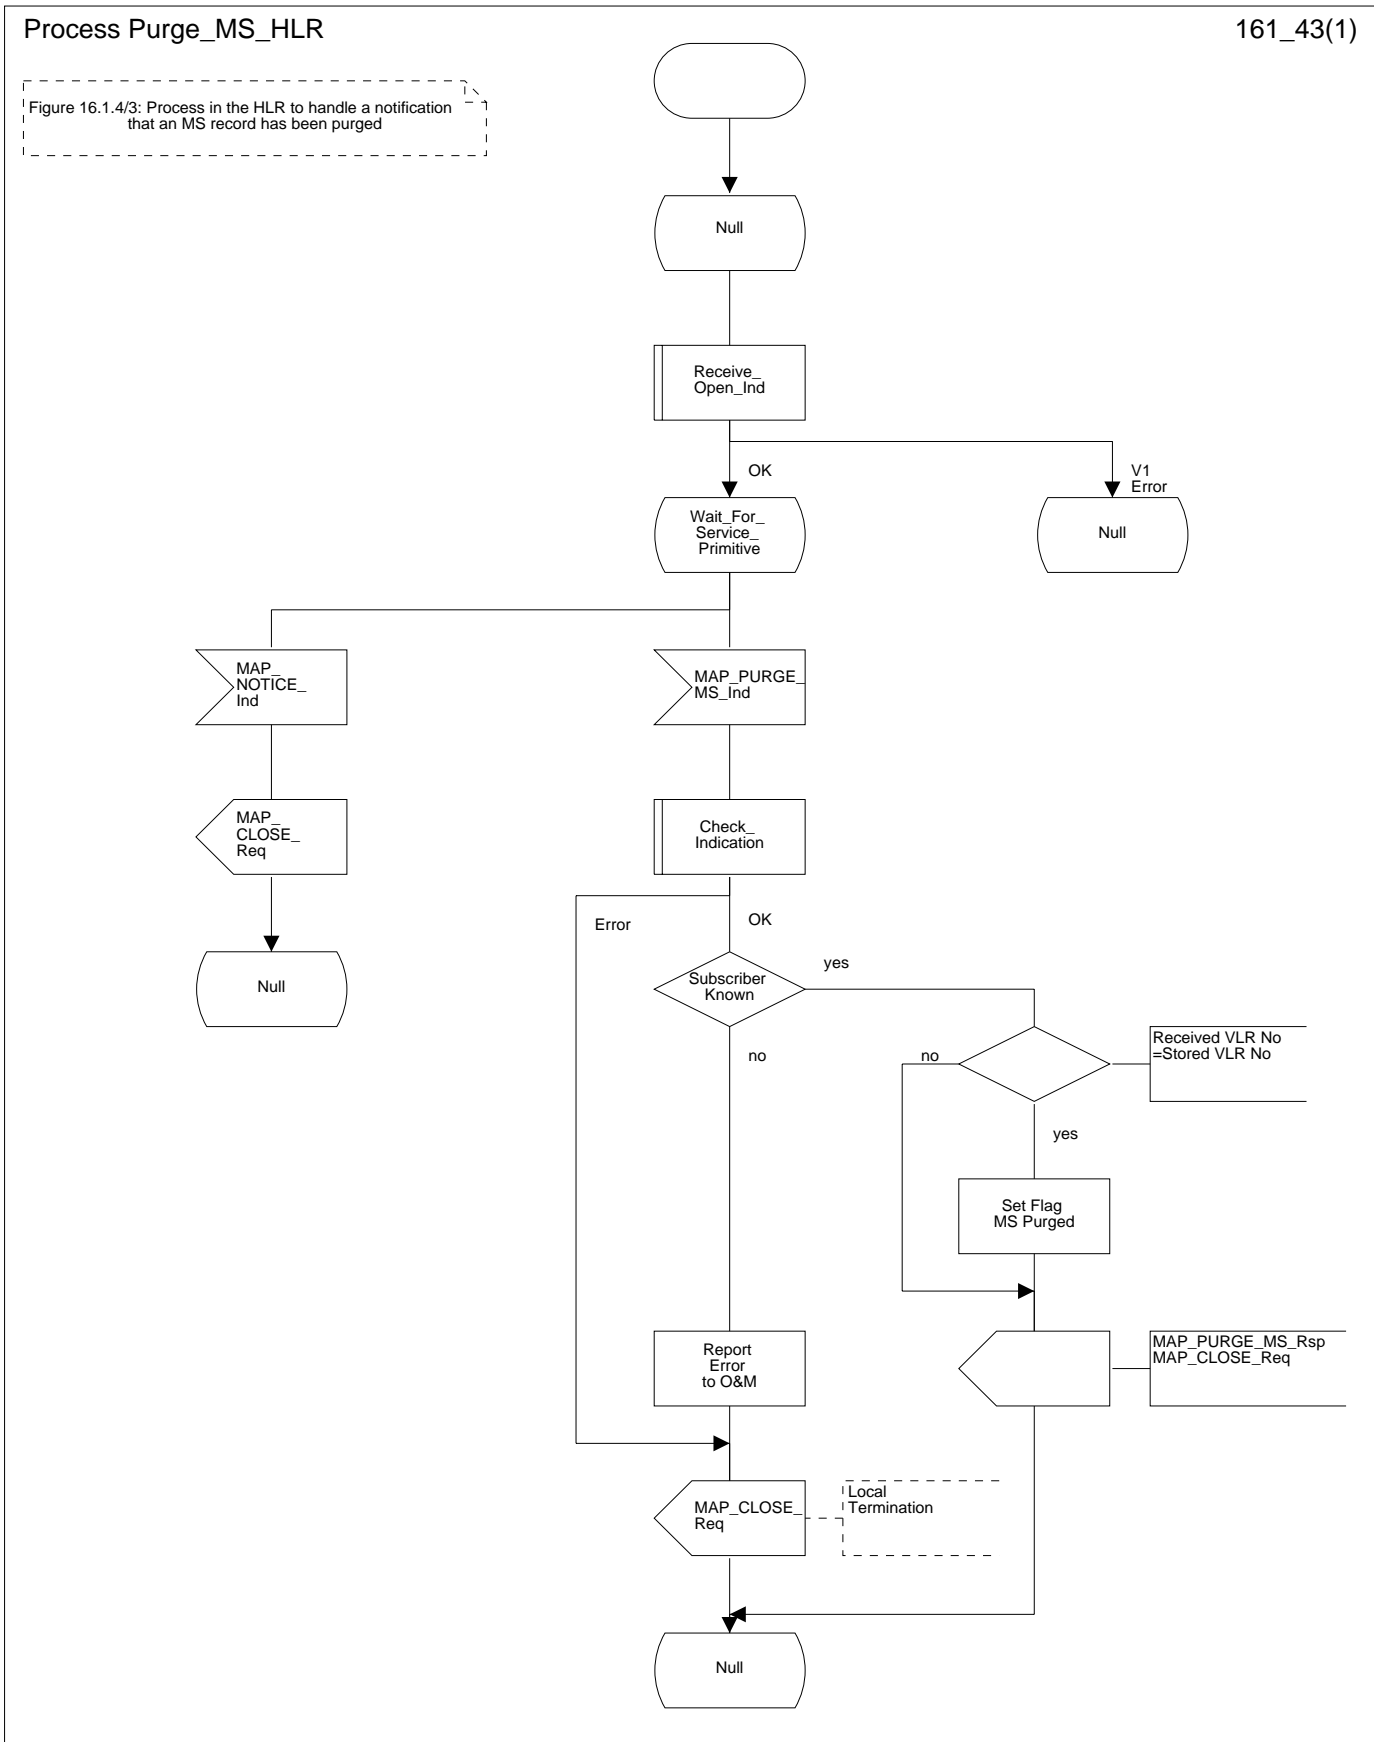 Process Purge_MS_HLR
161_43(1)
Figure 16.1.4/3: Process in the HLR to handle a notification
that an MS record has been purged
Null
Receive_
Open_Ind
OK
V1
Error
Wait_For_
Service_
Primitive
Null
MAP_
NOTICE_
Ind
MAP_PURGE_
MS_Ind
MAP_
CLOSE_
Req
Check_
Indication
Error
OK
Null
Subscriber
Known
yes
no
no
Received VLR No
=Stored VLR No
yes
Set Flag
MS Purged
Report
Error
to O&M
MAP_PURGE_MS_Rsp
MAP_CLOSE_Req
MAP_CLOSE_
Req
Local
Termination
Null